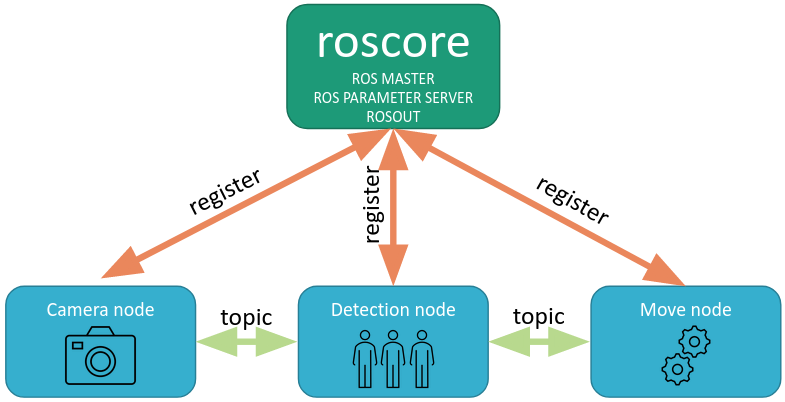 roscore
ROS MASTER
ROS PARAMETER SERVER
ROSOUT
register
register
register
Camera node
topic
Detection node
topic
Move node